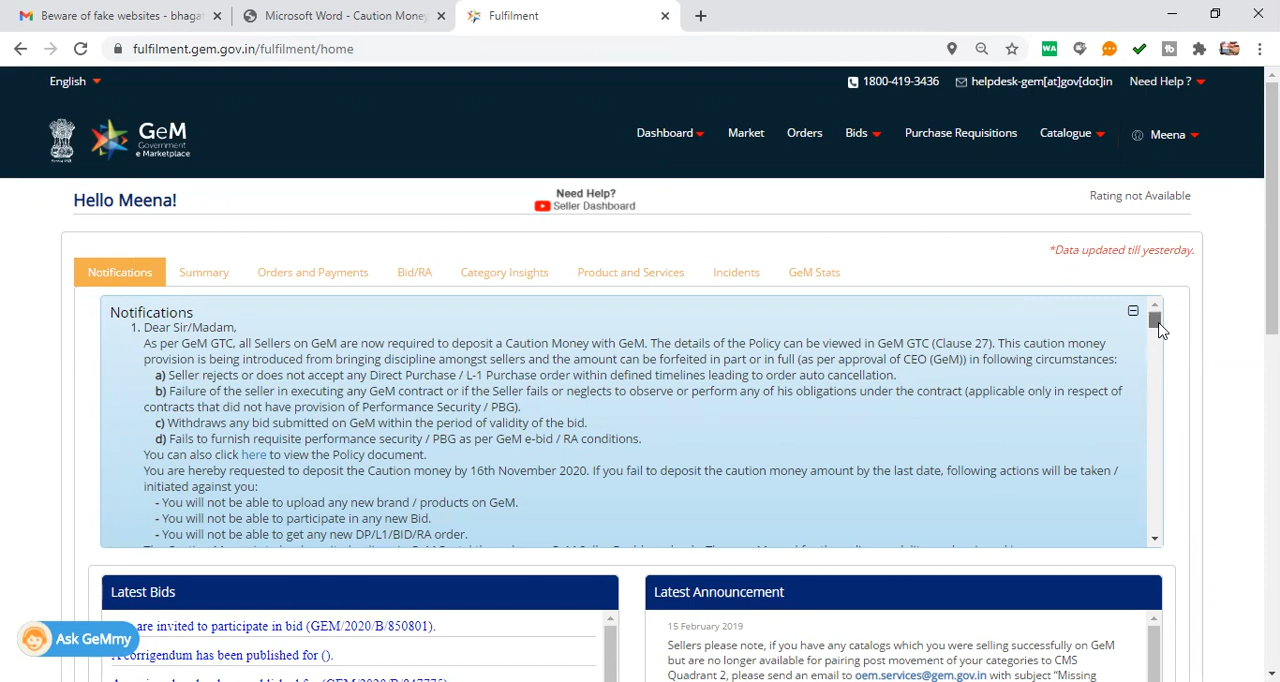 Beware of fake websites - bhagat
Microsoft Word - Caution Money
Fulfilment
fulfilment.gem.gov.in/fulfilment/home
English
1800-419-3436
helpdesk-gem[at]gov[dot]in
Need Help ?
GeM
Government
e Marketplace
Dashboard
Market
Orders
Bids
Purchase Requisitions
Catalogue
Meena
Hello Meena!
Need Help?
Seller Dashboard
Rating not Available
*Data updated till yesterday.
Notifications
Summary
Orders and Payments
Bid/RA
Category Insights
Product and Services
Incidents
GeM Stats
Notifications
1. Dear Sir/Madam,
As per GeM GTC, all Sellers on GeM are now required to deposit a Caution Money with GeM. The details of the Policy can be viewed in GeM GTC (Clause 27). This caution money
provision is being introduced from bringing discipline amongst sellers and the amount can be forfeited in part or in full (as per approval of CEO (GeM)) in following circumstances:
a) Seller rejects or does not accept any Direct Purchase / L-1 Purchase order within defined timelines leading to order auto cancellation.
b) Failure of the seller in executing any GeM contract or if the Seller fails or neglects to observe or perform any of his obligations under the contract (applicable only in respect of
contracts that did not have provision of Performance Security / PBG).
c) Withdraws any bid submitted on GeM within the period of validity of the bid.
d) Fails to furnish requisite performance security / PBG as per GeM e-bid / RA conditions.
You can also click here to view the Policy document.
You are hereby requested to deposit the Caution money by 16th November 2020. If you fail to deposit the caution money amount by the last date, following actions will be taken /
initiated against you:
- You will not be able to upload any new brand / products on GeM.
- You will not be able to participate in any new Bid.
- You will not be able to get any new DP/L1/BID/RA order.
Latest Bids
are invited to participate in bid (GEM/2020/B/850801).
A corrigendum has been published for ().
Latest Announcement
15 February 2019
Sellers please note, if you have any catalogs which you were selling successfully on GeM
but are no longer available for pairing post movement of your categories to CMS
Quadrant 2, please send an email to oem.services@gem.gov.in with subject "Missing
Ask GeMmy
WA